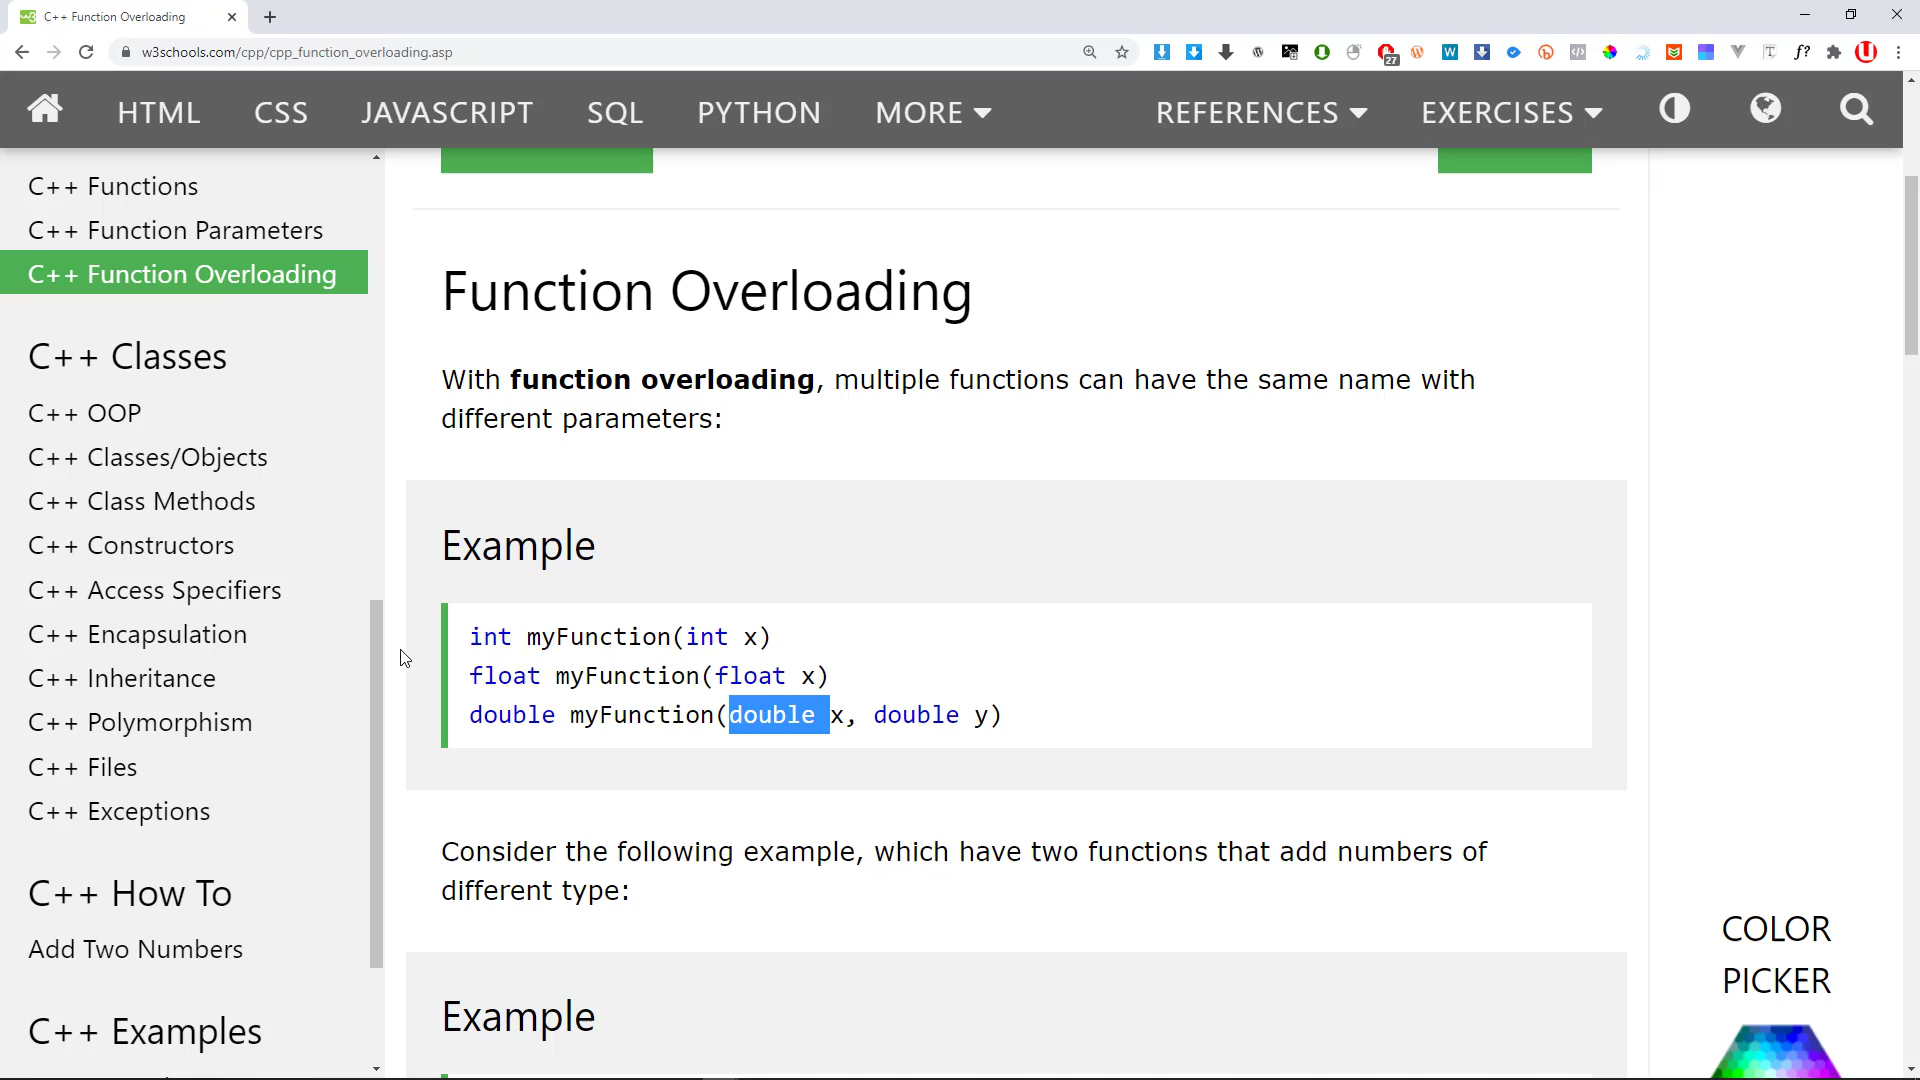 C++ Function Overloading
w3schools.com/cpp/cpp_function_overloading.asp
27
HTML CSS JAVASCRIPT SQL PYTHON MORE REFERENCES EXERCISES
C++ Functions
C++ Function Parameters
C++ Function Overloading
C++ Classes
C++ OOP
C++ Classes/Objects
C++ Class Methods
C++ Constructors
C++ Access Specifiers
C++ Encapsulation
C++ Inheritance
C++ Polymorphism
C++ Files
C++ Exceptions
C++ How To
Add Two Numbers
C++ Examples
Function Overloading
With function overloading, multiple functions can have the same name with
different parameters:
Example
int myFunction(int x)
float myFunction(float x)
double myFunction(double x, double y)
Consider the following example, which have two functions that add numbers of
different type:
Example
COLOR
PICKER